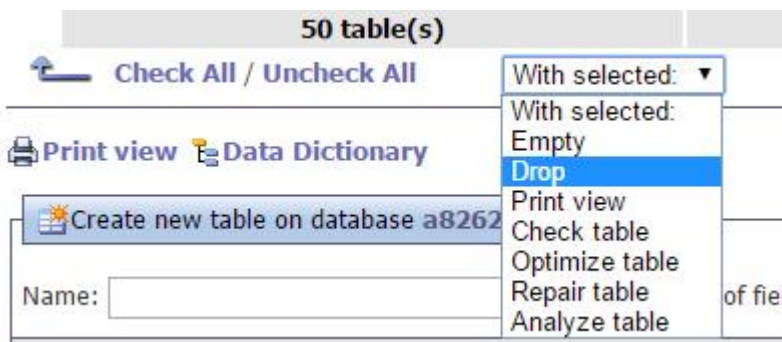 50 table(s)
Check All / Uncheck All With selected:
With selected:
Empty
Drop
Print view
Check table
Optimize table
Repair table
Analyze table
Print view Data Dictionary
Create new table on database a8262
Name:
of fie